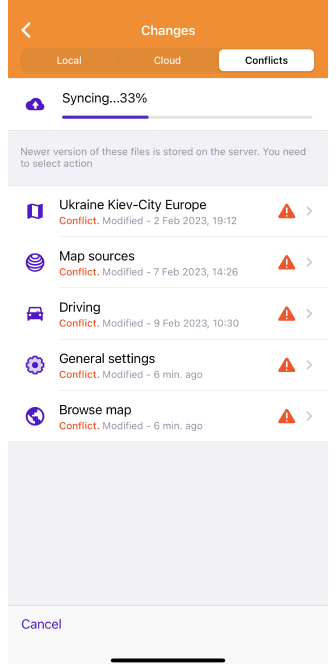 Changes
Local
Cloud
Conflicts
Syncing...33%
Newer version of these files is stored on the server. You need
to select action
Ukraine Kiev-City Europe
Conflict. Modified - 2 Feb 2023, 19:12
Map sources
Conflict. Modified - 7 Feb 2023, 14:26
Driving
Conflict. Modified - 9 Feb 2023, 10:30
General settings
Conflict. Modified - 6 min. ago
Browse map
Conflict. Modified - 6 min. ago
Cancel